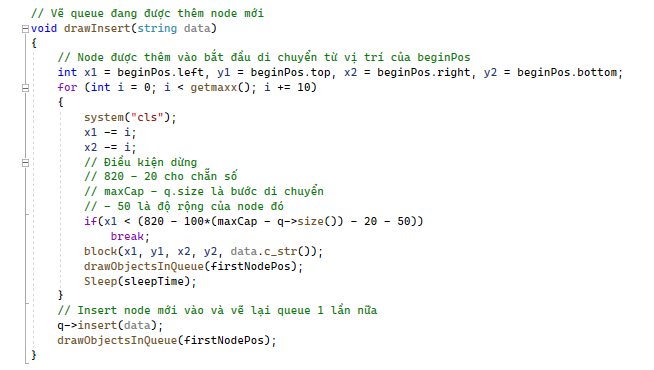 // Vẽ queue đang được thêm node mới
void drawInsert(string data)
{
// Node được thêm vào bắt đầu di chuyển từ vị trí của beginPos
int x1 = beginPos.left, y1 = beginPos.top, x2 = beginPos.right, y2 = beginPos.bottom;
for (int i = 0; i < getmaxx(); i += 10)
{
system("cls");
x1 -= i;
x2 -= i;
// Điều kiện dừng
// 820 - 20 cho chẵn số
// maxCap - q.size là bước di chuyển
// - 50 là độ rộng của node đó
if(x1 < (820 - 100*(maxCap - q->size()) - 20 - 50))
break;
block(x1, y1, x2, y2, data.c_str());
drawObjectsInQueue(firstNodePos);
Sleep(sleepTime);
}
// Insert node mới vào và vẽ lại queue 1 lần nữa
q->insert(data);
drawObjectsInQueue(firstNodePos);
}